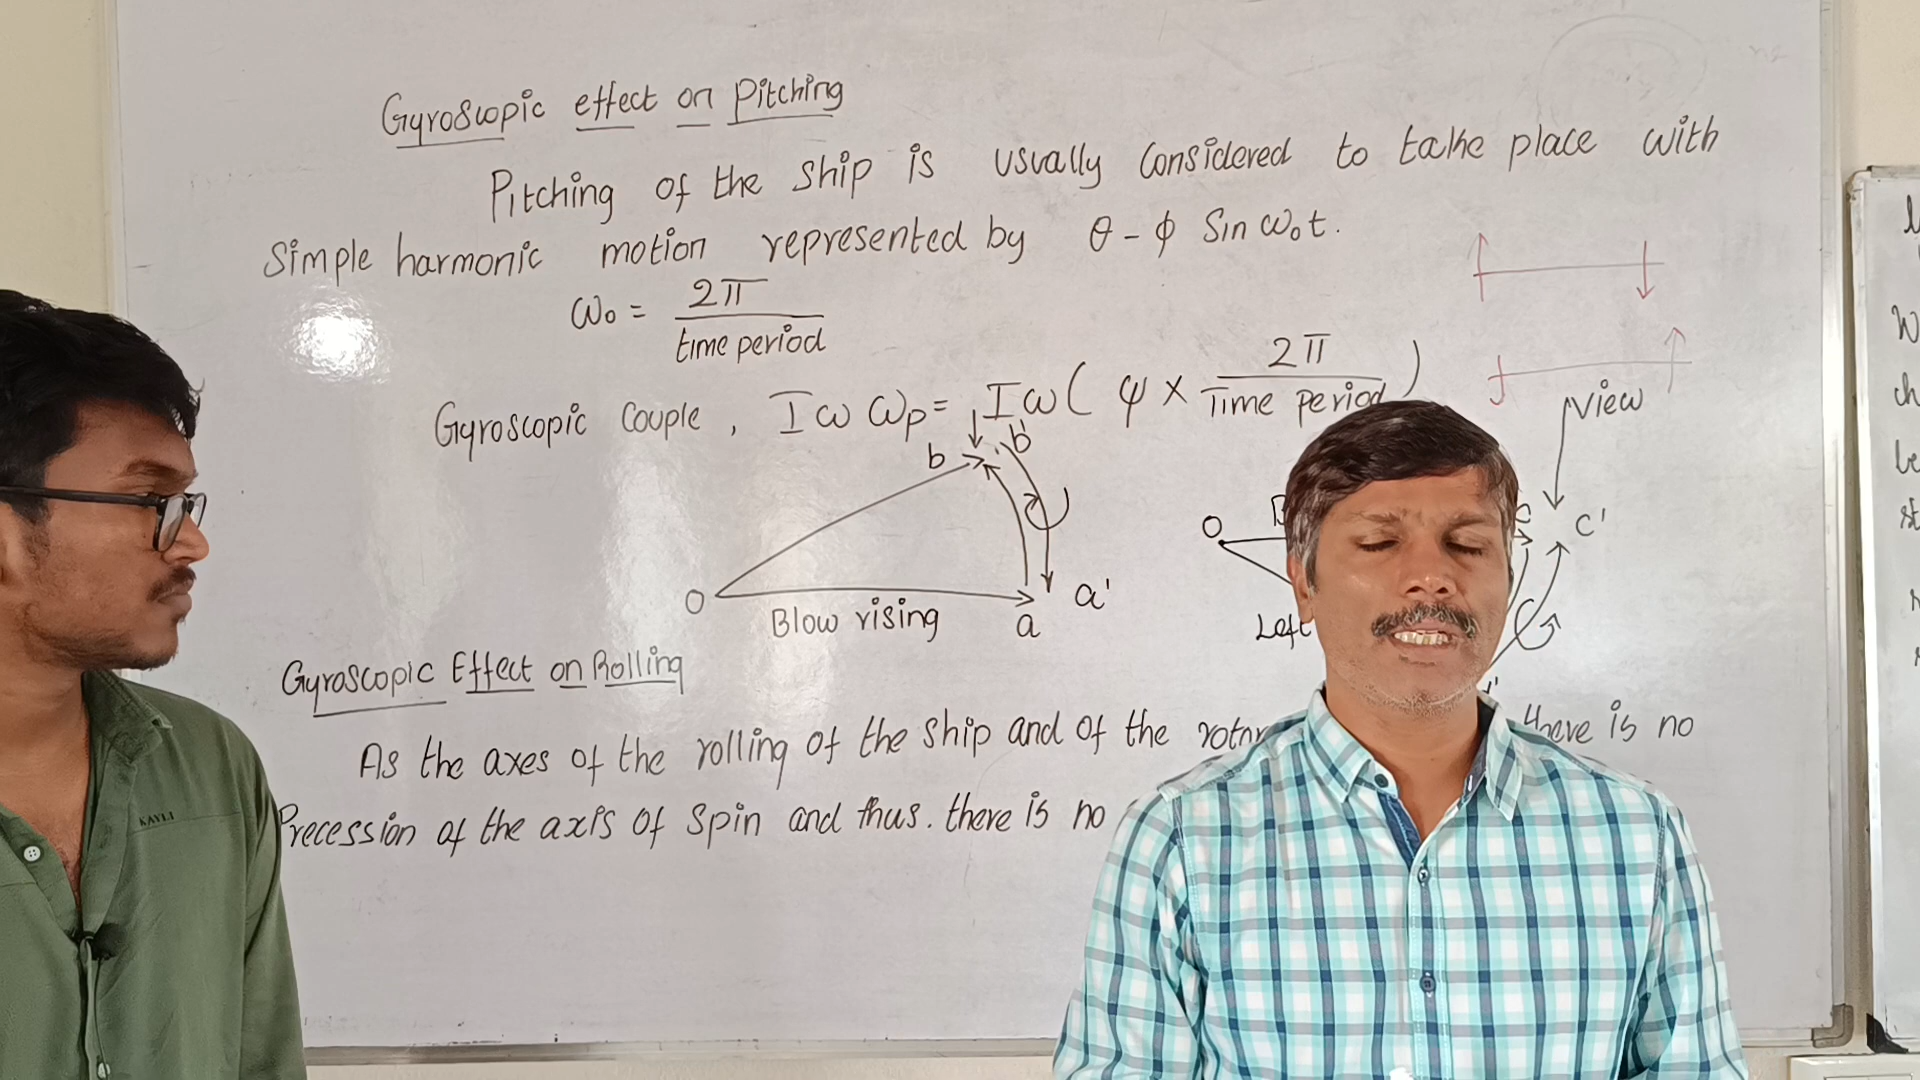 Gyroscopic effect on Pitching
Pitching of the ship is usually considered to take place with
Simple harmonic motion represented by θ - ϕ Sin ω₀t.
ω₀ = 2π / time period
Gyroscopic Couple, Iω ωp = Iω( ψ × 2π / Time period )
View
b b'
O
Blow rising
a a'
O
c c'
Left
Gyroscopic Effect on Rolling
As the axes of the rolling of the ship and of the there is no
Precession of the axis of spin and thus. there is no
KAVLI